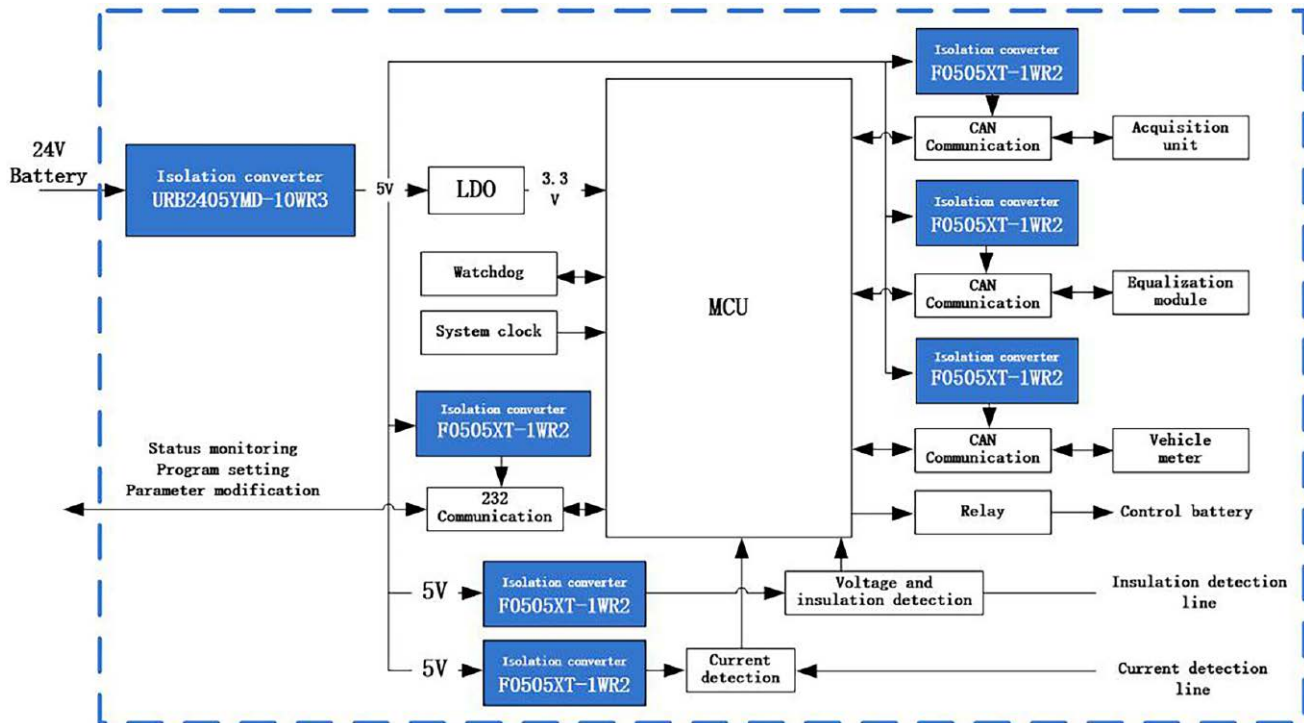 24V
Battery
Isolation converter
URB2405YMD-10WR3
5V
LDO
3.3
V
Watchdog
System clock
Isolation converter
F0505XT-1WR2
Status monitoring
Program setting
Parameter modification
232
Communication
MCU
Isolation converter
F0505XT-1WR2
CAN
Communication
Acquisition
unit
Isolation converter
F0505XT-1WR2
CAN
Communication
Equalization
module
Isolation converter
F0505XT-1WR2
CAN
Communication
Vehicle
meter
Relay
Control battery
5V
Isolation converter
F0505XT-1WR2
Voltage and
insulation detection
Insulation detection
line
5V
Isolation converter
F0505XT-1WR2
Current
detection
Current detection
line